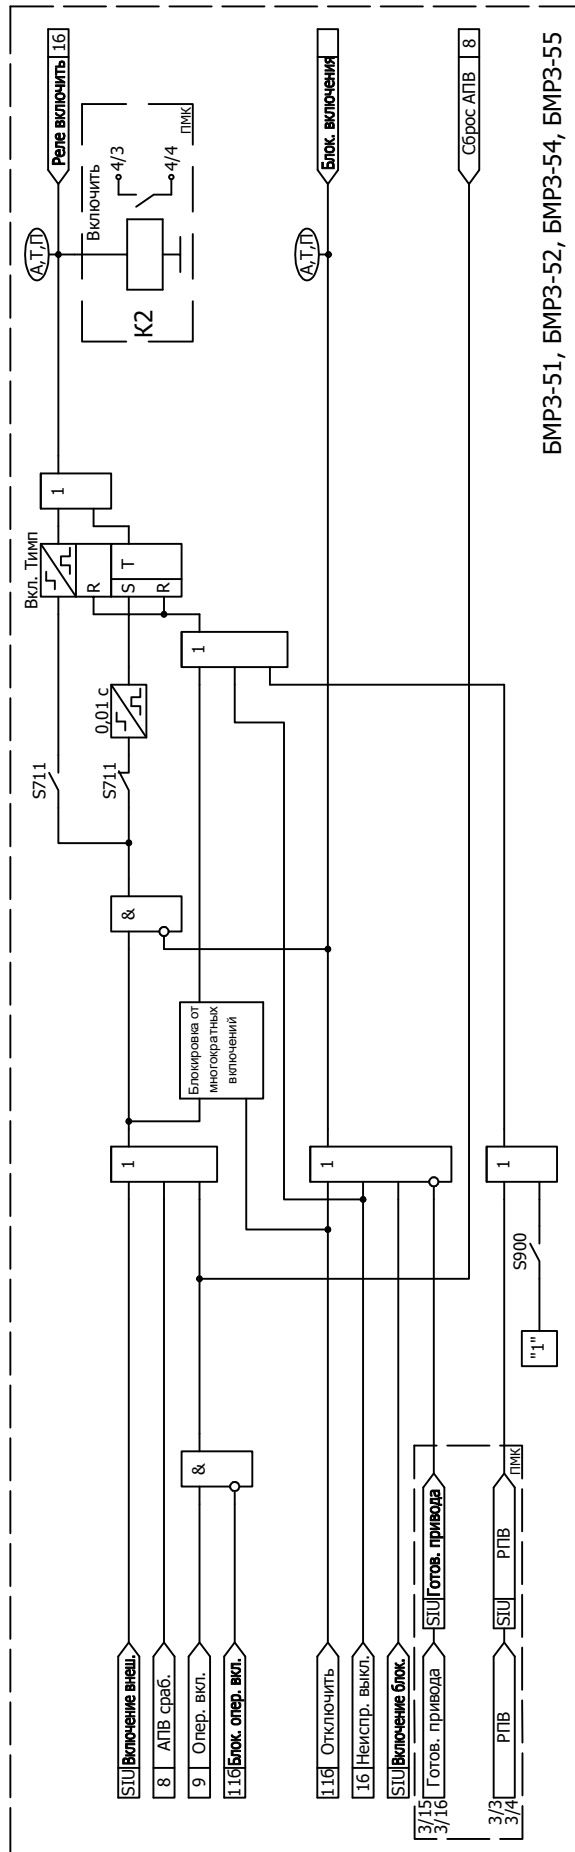 SIU Включение внеш.
8 АПВ сраб.
9 Опер. вкл.
11б Блок. опер. вкл.
11б Отключить
16 Неиспр. выкл.
SIU Включение блок.
3/15
3/16
Готов. привода
SIU Готов. привода
3/3
3/4
РПВ
SIU РПВ
ПМК
"1"
S900
&
1
1
1
Блокировка от
многократных
включений
&
S711
S711
0,01 с
1
Вкл. Тимп
R
S T
R
1
А,Т,П
К2
Включить
4/3
4/4
ПМК
Реле включить 16
А,Т,П
Блок. включения
Сброс АПВ 8
БМРЗ-51, БМРЗ-52, БМРЗ-54, БМРЗ-55